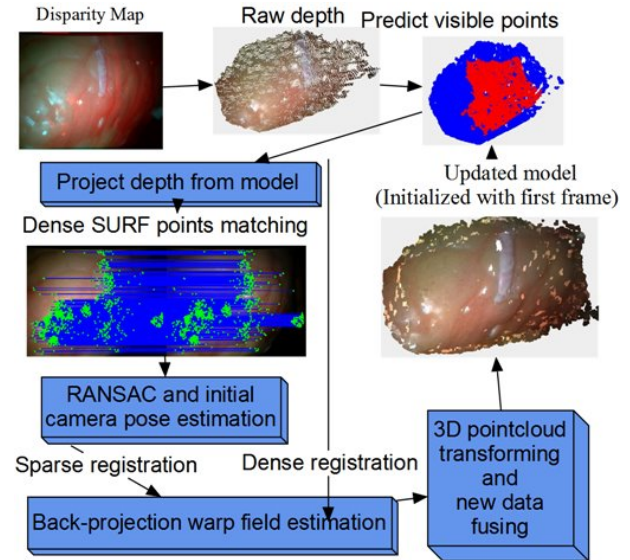 Disparity Map
Raw depth
Predict visible points
Project depth from model
Updated model
(Initialized with first frame)
Dense SURF points matching
RANSAC and initial
camera pose estimation
Sparse registration
Dense registration
3D pointcloud
transforming
and
new data
fusing
Back-projection warp field estimation